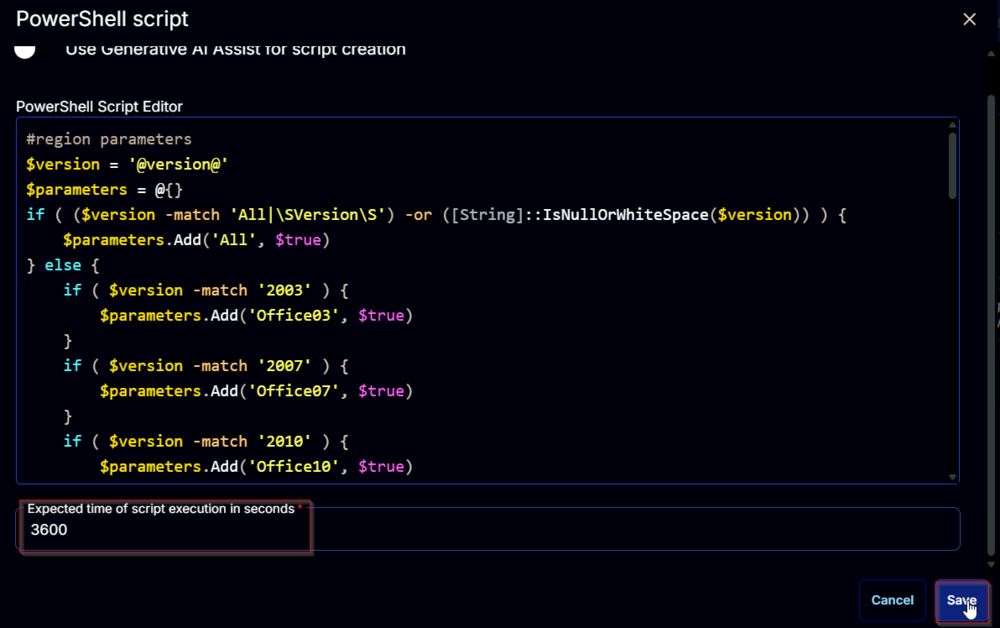 PowerShell script
Use Generative AI Assist for script creation
PowerShell Script Editor
#region parameters
$version = '@version@'
$parameters = @{}
if ( ($version -match 'All|\SVersion\S') -or ([String]::IsNullOrWhiteSpace($version)) ) {
    $parameters.Add('All', $true)
} else {
    if ( $version -match '2003' ) {
        $parameters.Add('Office03', $true)
    }
    if ( $version -match '2007' ) {
        $parameters.Add('Office07', $true)
    }
    if ( $version -match '2010' ) {
        $parameters.Add('Office10', $true)
Expected time of script execution in seconds *
3600
Cancel
Save